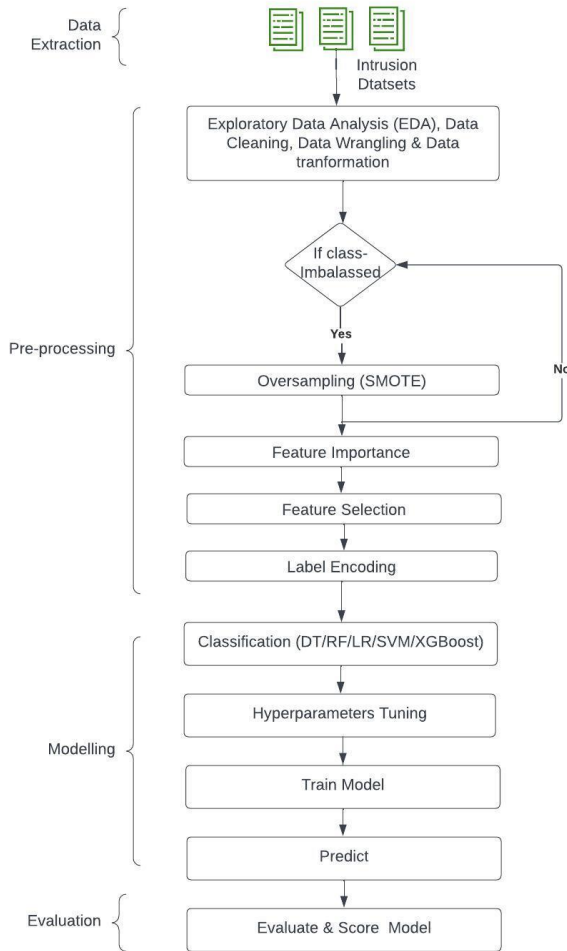 Data
Extraction
Intrusion
Dtatsets
Exploratory Data Analysis (EDA), Data
Cleaning, Data Wrangling & Data
tranformation
If class-
Imbalassed
Yes
Pre-processing
No
Oversampling (SMOTE)
Feature Importance
Feature Selection
Label Encoding
Classification (DT/RF/LR/SVM/XGBoost)
Hyperparameters Tuning
Modelling
Train Model
Predict
Evaluation
Evaluate & Score Model